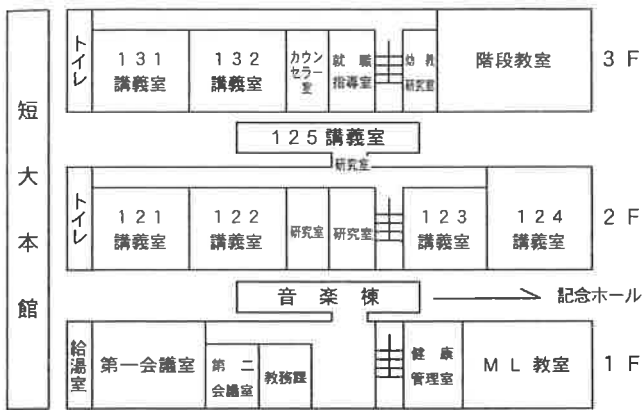 短大本館
トイレ
131
講義室
132
講義室
カウン
セラー
室
就職
指導室
幼教
研究室
階段教室
3F
125講義室
研究室
トイレ
121
講義室
122
講義室
研究室
研究室
123
講義室
124
講義室
2F
音楽棟
記念ホール
給湯室
第一会議室
第二
会議室
教務課
健康
管理室
ML教室
1F